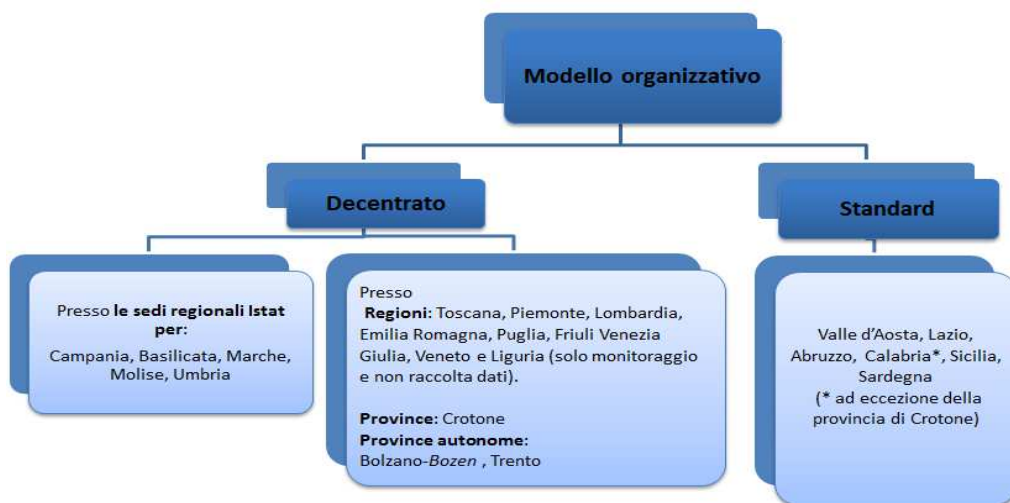 Modello organizzativo
Decentrato
Standard
Presso le sedi regionali Istat
per:
Campania, Basilicata, Marche,
Molise, Umbria
Presso
Regioni: Toscana, Piemonte, Lombardia,
Emilia Romagna, Puglia, Friuli Venezia
Giulia, Veneto e Liguria (solo monitoraggio
e non raccolta dati).
Province: Crotone
Province autonome:
Bolzano-Bozen , Trento
Valle d'Aosta, Lazio,
Abruzzo, Calabria*, Sicilia,
Sardegna
(* ad eccezione della
provincia di Crotone)